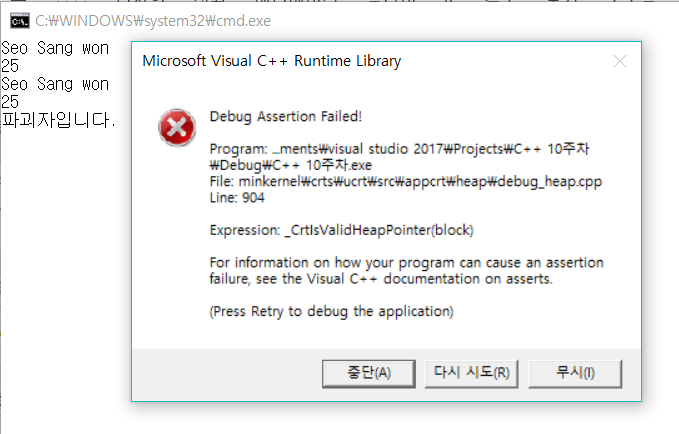 C:\WINDOWS\system32\cmd.exe
Seo Sang won
25
Seo Sang won
25
파괴자입니다.
Microsoft Visual C++ Runtime Library
Debug Assertion Failed!
Program: ...ments₩visual studio 2017₩Projects₩C++ 10주차
₩Debug₩C++ 10주차.exe
File: minkernel₩crts₩ucrt₩src₩appcrt₩heap₩debug_heap.cpp
Line: 904
Expression: _CrtIsValidHeapPointer(block)
For information on how your program can cause an assertion
failure, see the Visual C++ documentation on asserts.
(Press Retry to debug the application)
중단(A)
다시 시도(R)
무시(I)